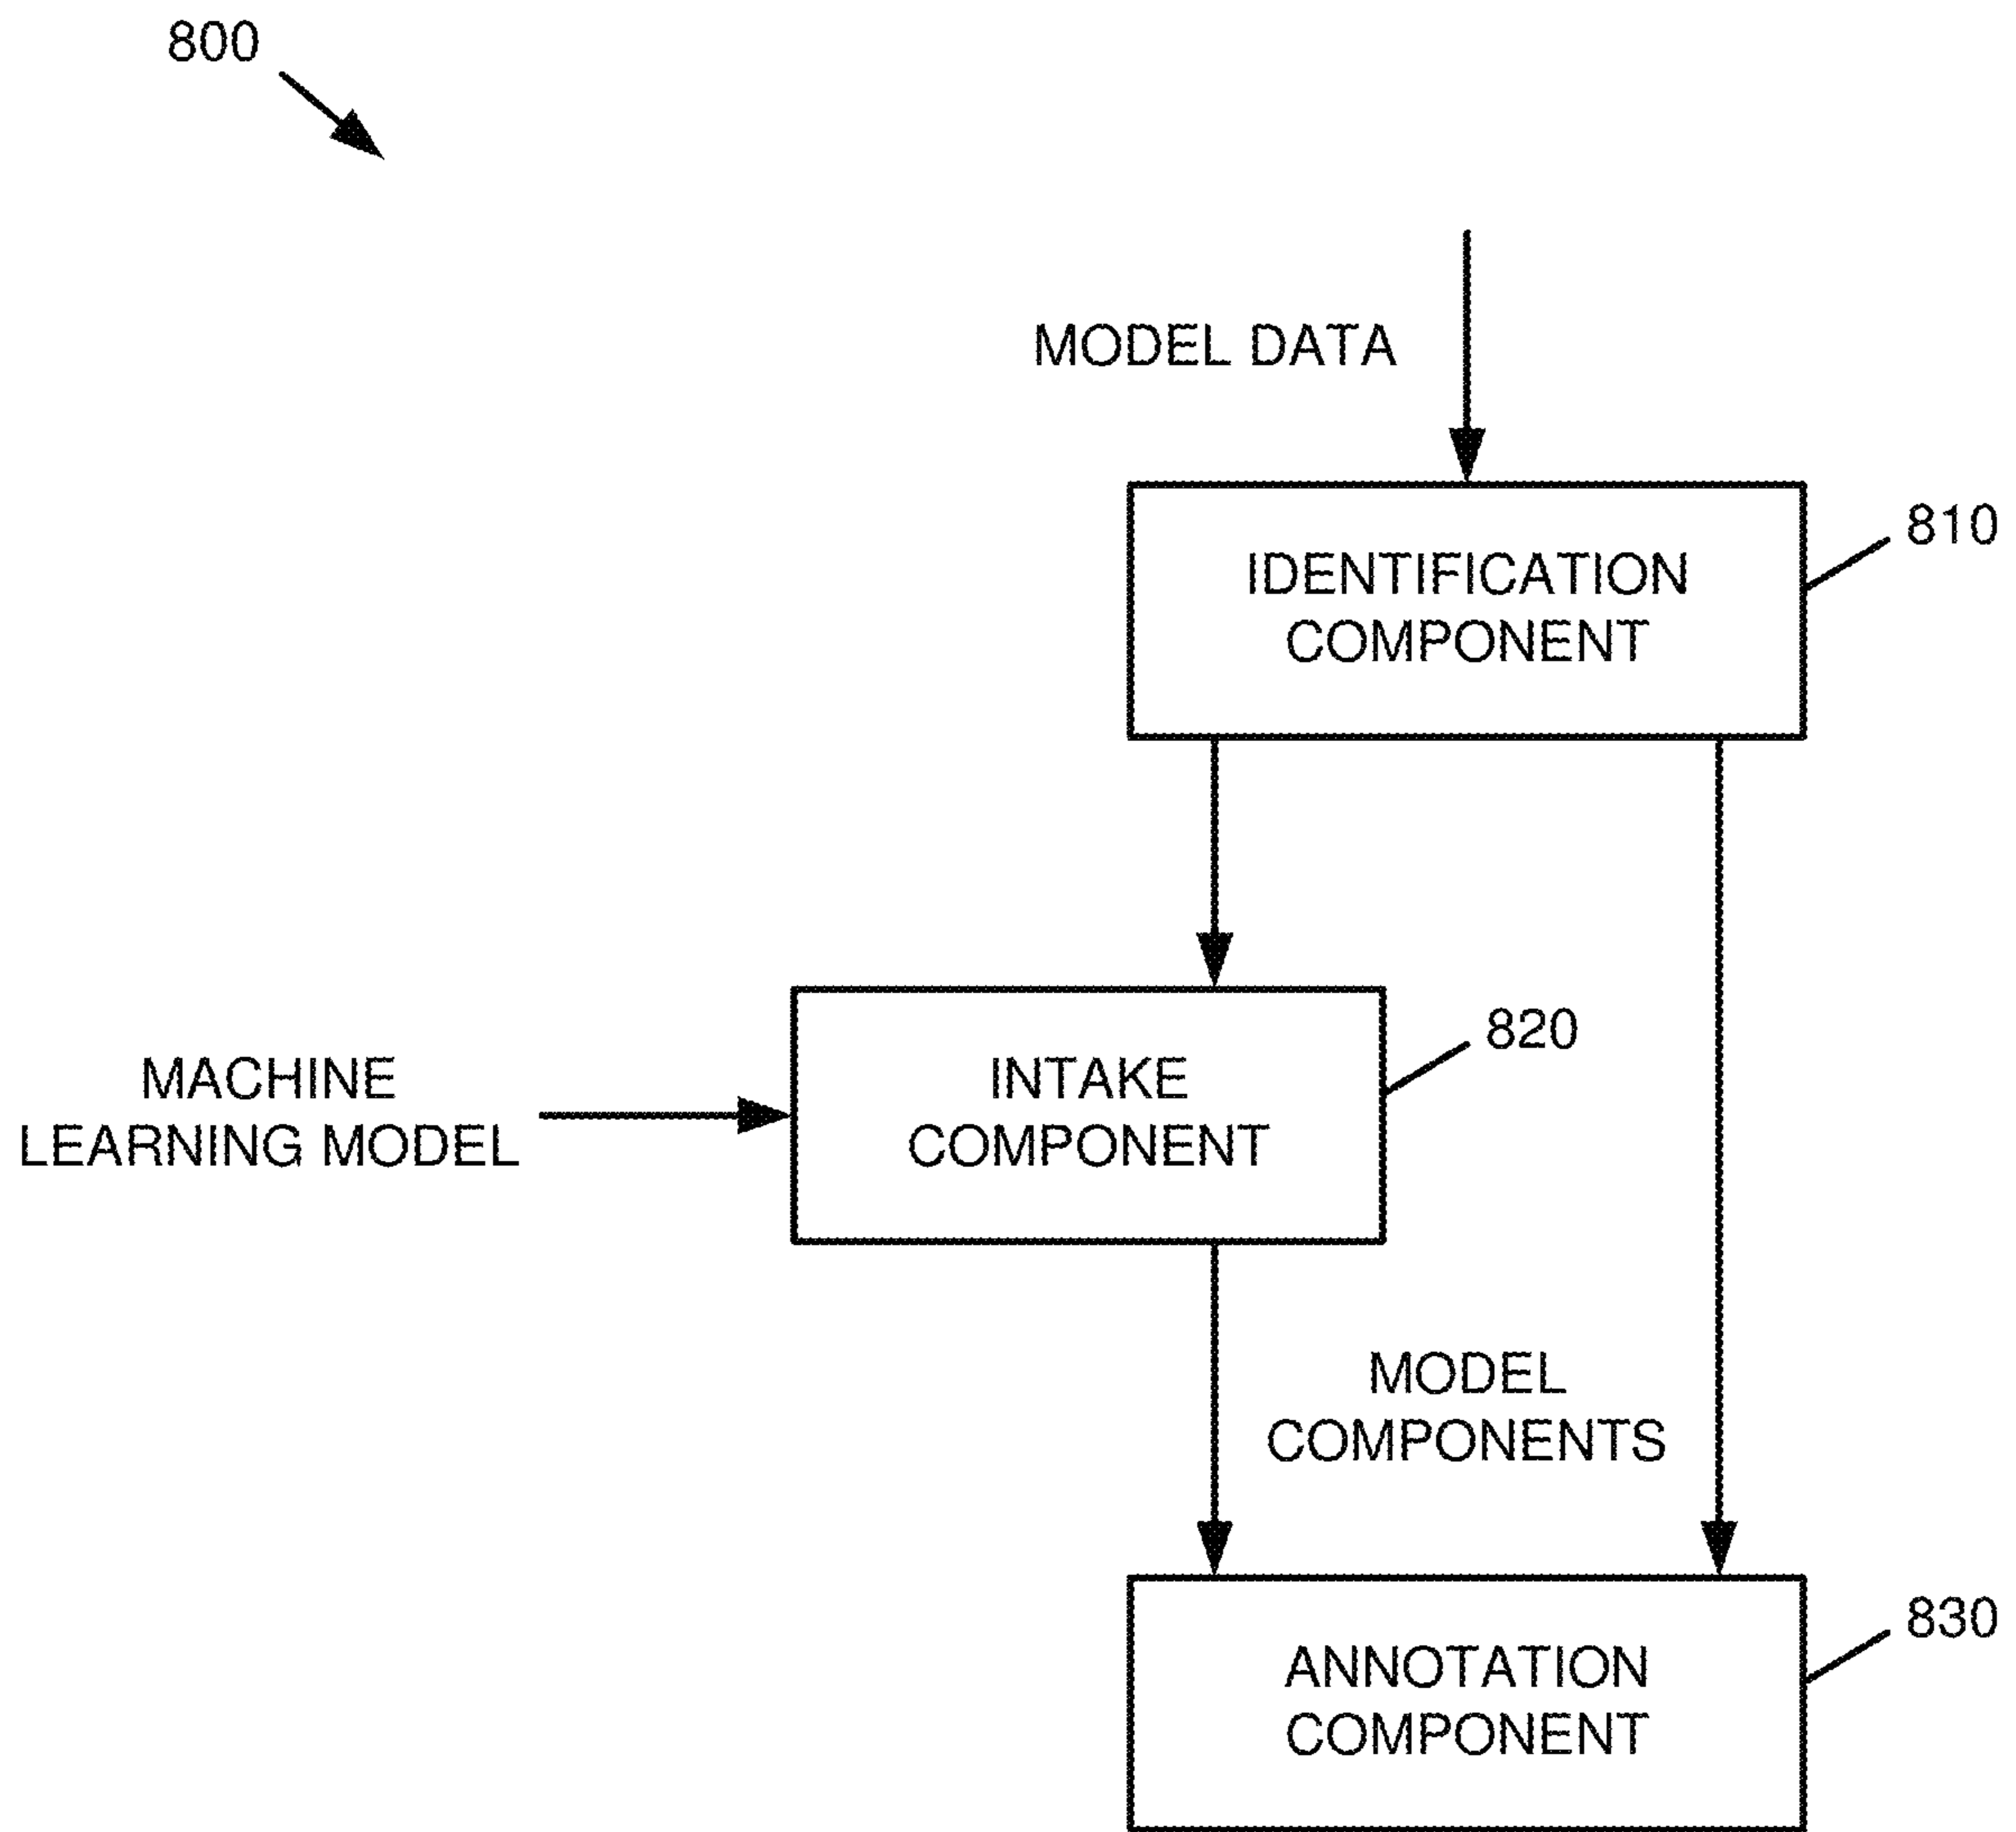 800
MODEL DATA
810
IDENTIFICATION
COMPONENT
820
MACHINE
LEARNING MODEL
INTAKE
COMPONENT
MODEL
COMPONENTS
830
ANNOTATION
COMPONENT